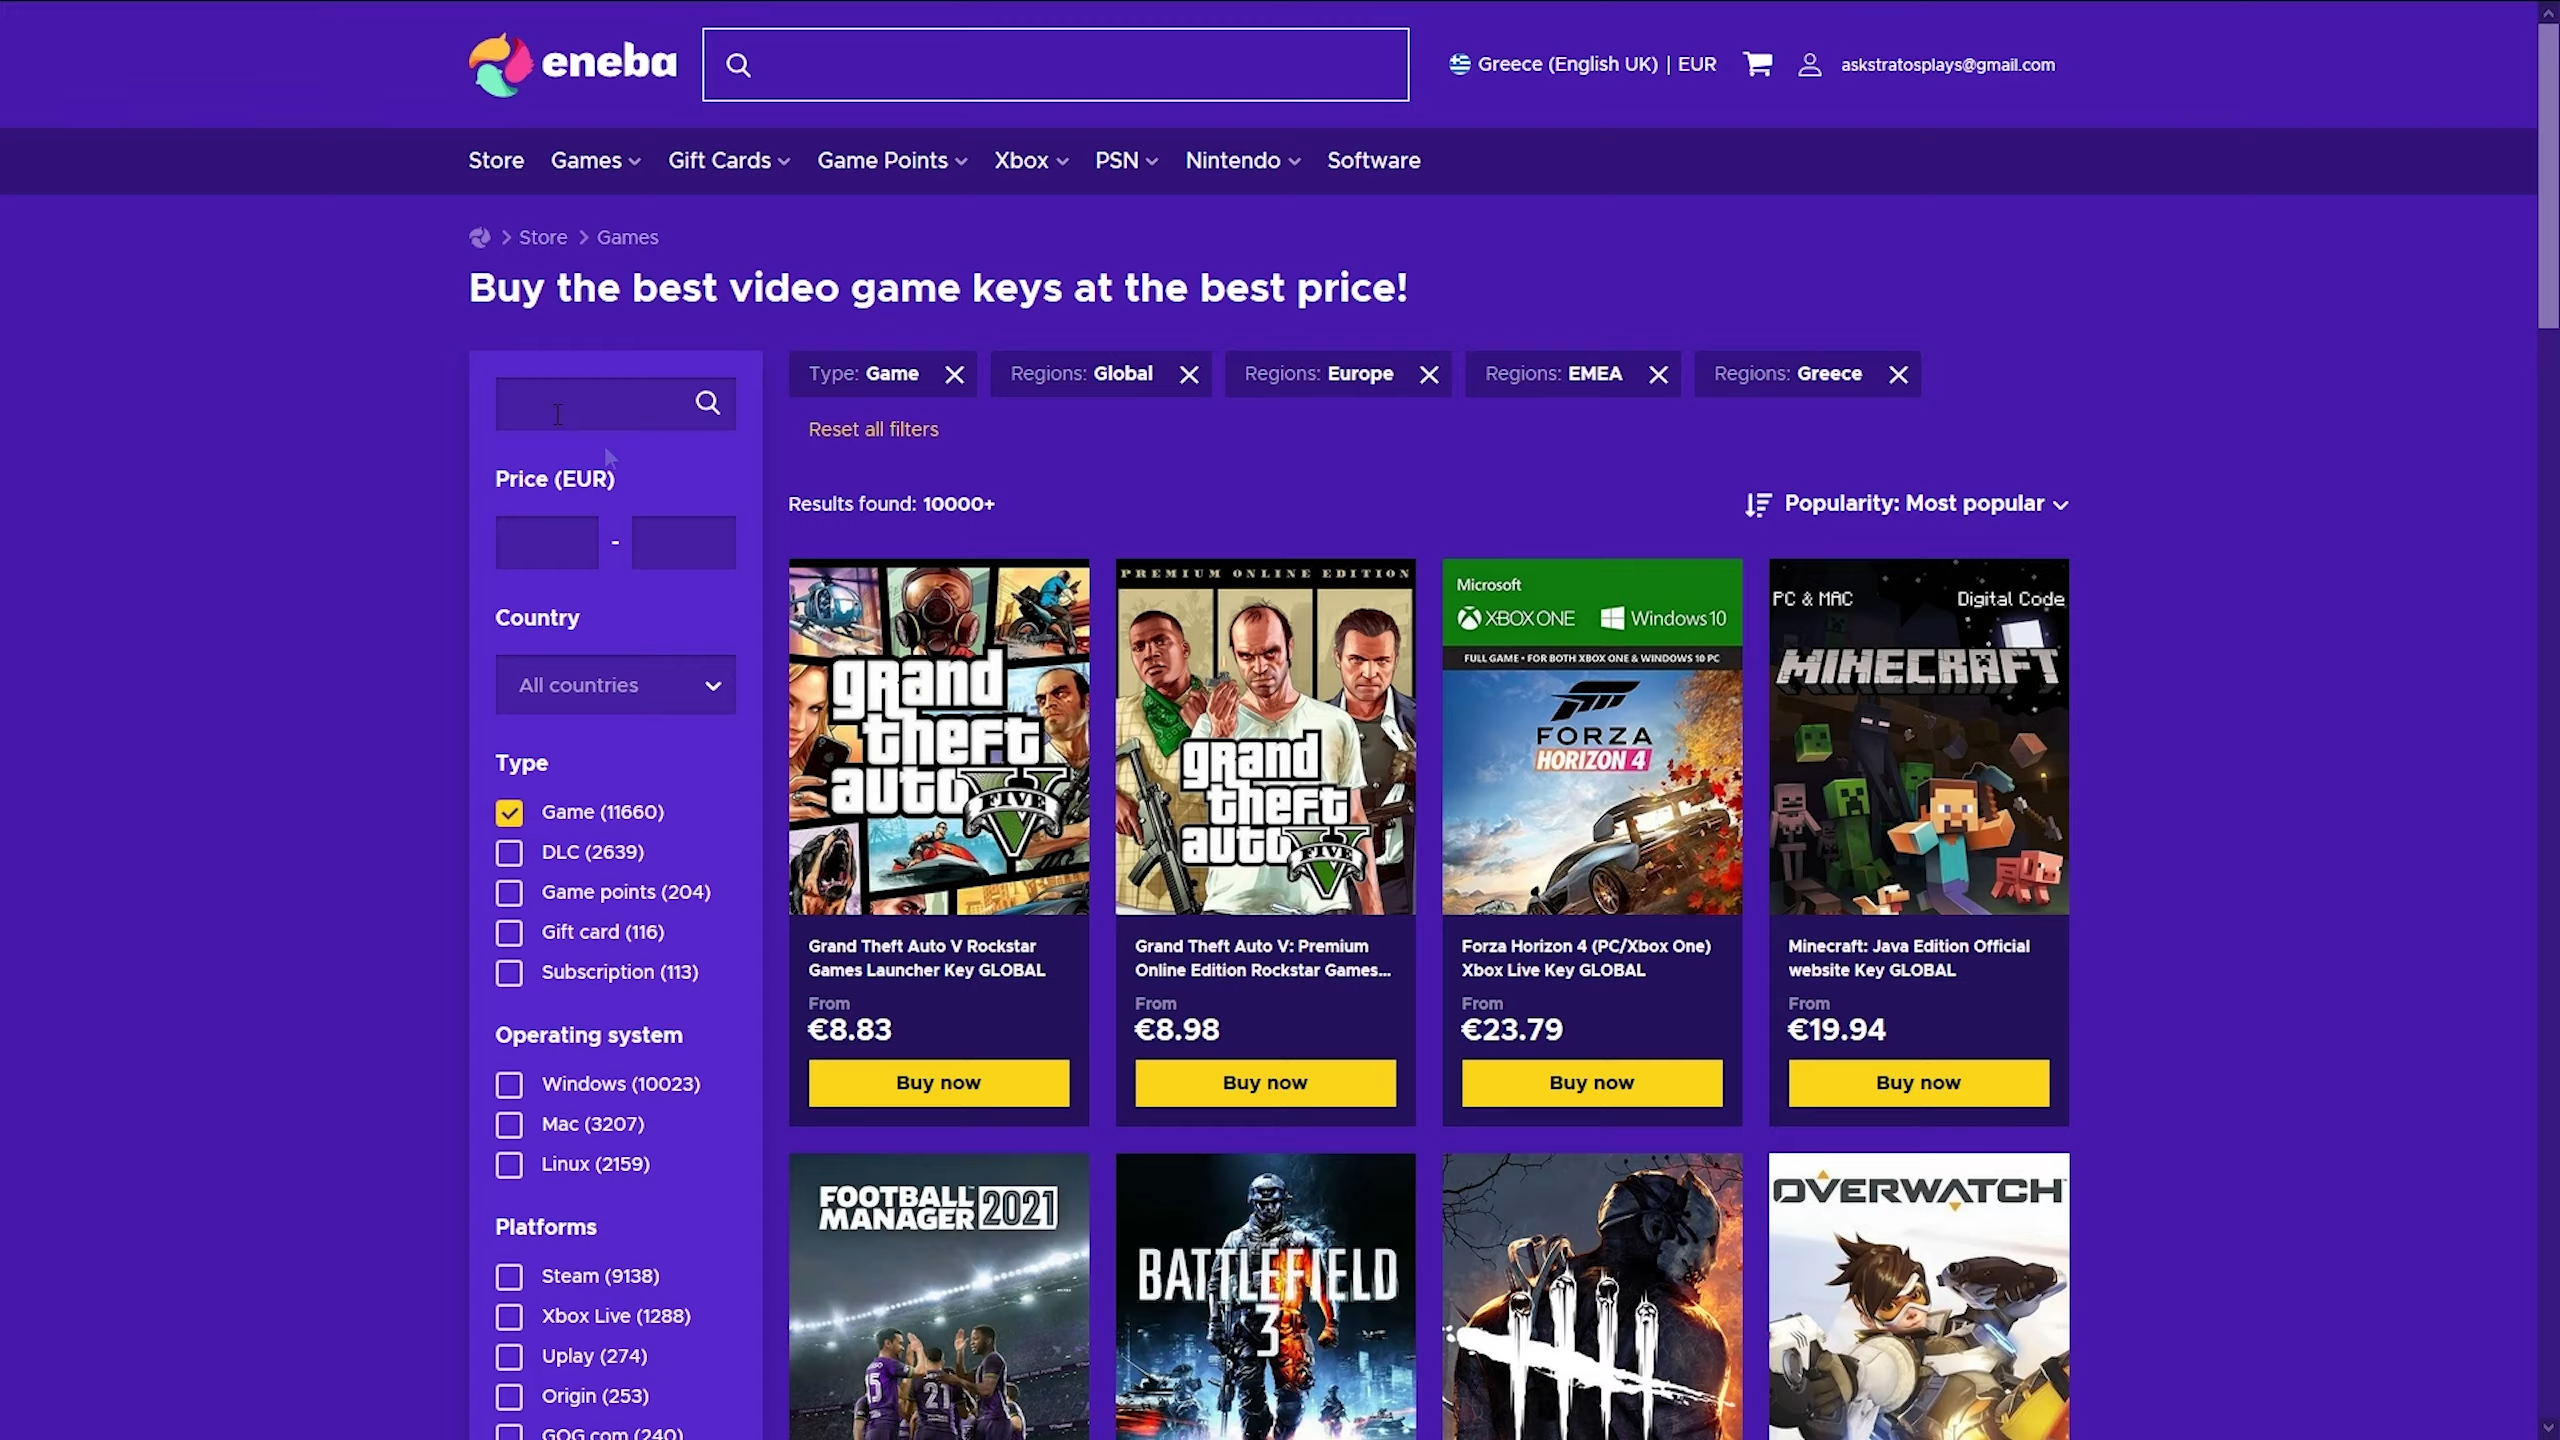 eneba
Greece (English UK) | EUR
askstratosplays@gmail.com
Store
Games
Gift Cards
Game Points
Xbox
PSN
Nintendo
Software
Store
Games
Buy the best video game keys at the best price!
Type: Game
Regions: Global
Regions: Europe
Regions: EMEA
Regions: Greece
Reset all filters
Results found: 10000+
Popularity: Most popular
Price (EUR)
-
Country
All countries
Type
Game (11660)
DLC (2639)
Game points (204)
Gift card (116)
Subscription (113)
Operating system
Windows (10023)
Mac (3207)
Linux (2159)
Platforms
Steam (9138)
Xbox Live (1288)
Uplay (274)
Origin (253)
GOG.com (240)
grand
theft
auto
FIVE
Grand Theft Auto V Rockstar
Games Launcher Key GLOBAL
From
€8.83
Buy now
PREMIUM ONLINE EDITION
grand
theft
auto
FIVE
Grand Theft Auto V: Premium
Online Edition Rockstar Games...
From
€8.98
Buy now
Microsoft
XBOX ONE
Windows 10
FULL GAME • FOR BOTH XBOX ONE & WINDOWS 10 PC
FORZA
HORIZON 4
Forza Horizon 4 (PC/Xbox One)
Xbox Live Key GLOBAL
From
€23.79
Buy now
PC & MAC
Digital Code
MINECRAFT
Minecraft: Java Edition Official
website Key GLOBAL
From
€19.94
Buy now
FOOTBALL
MANAGER 2021
15
21
BATTLEFIELD
3
OVERWATCH